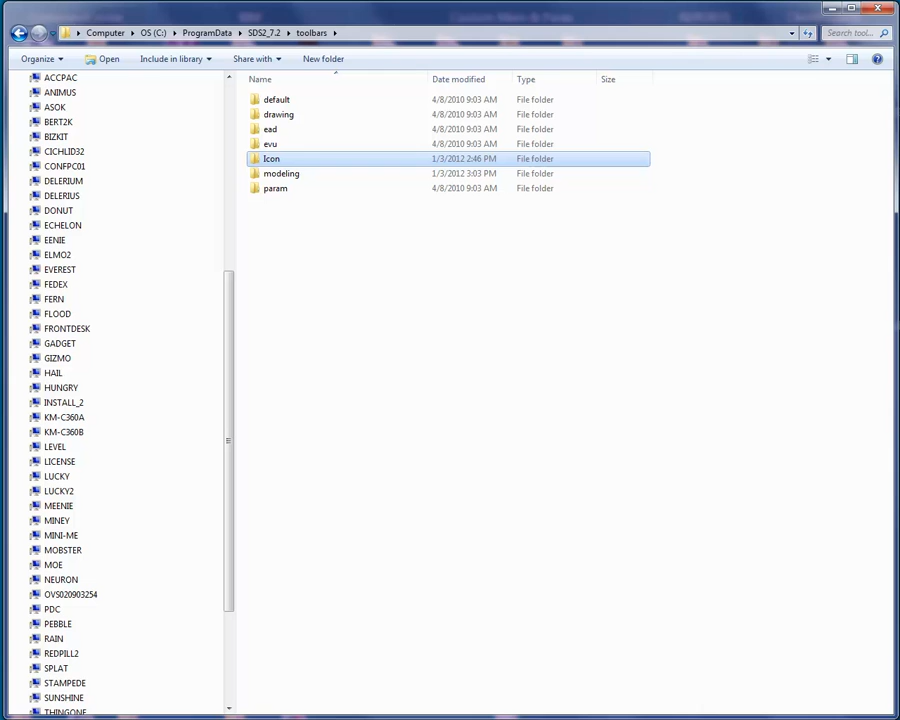 Computer ▸ OS (C:) ▸ ProgramData ▸ SDS2_7.2 ▸ toolbars ▸
Search tool...
Organize Open Include in library Share with New folder
Name Date modified Type Size
default 4/8/2010 9:03 AM File folder
drawing 4/8/2010 9:03 AM File folder
ead 4/8/2010 9:03 AM File folder
evu 4/8/2010 9:03 AM File folder
Icon 1/3/2012 2:46 PM File folder
modeling 1/3/2012 3:03 PM File folder
param 4/8/2010 9:03 AM File folder
ACCPAC
ANIMUS
ASOK
BERT2K
BIZKIT
CICHLID32
CONFPC01
DELERIUM
DELERIUS
DONUT
ECHELON
EENIE
ELMO2
EVEREST
FEDEX
FERN
FLOOD
FRONTDESK
GADGET
GIZMO
HAIL
HUNGRY
INSTALL_2
KM-C360A
KM-C360B
LEVEL
LICENSE
LUCKY
LUCKY2
MEENIE
MINEY
MINI-ME
MOBSTER
MOE
NEURON
OVS020903254
PDC
PEBBLE
RAIN
REDPILL2
SPLAT
STAMPEDE
SUNSHINE
THINGONE